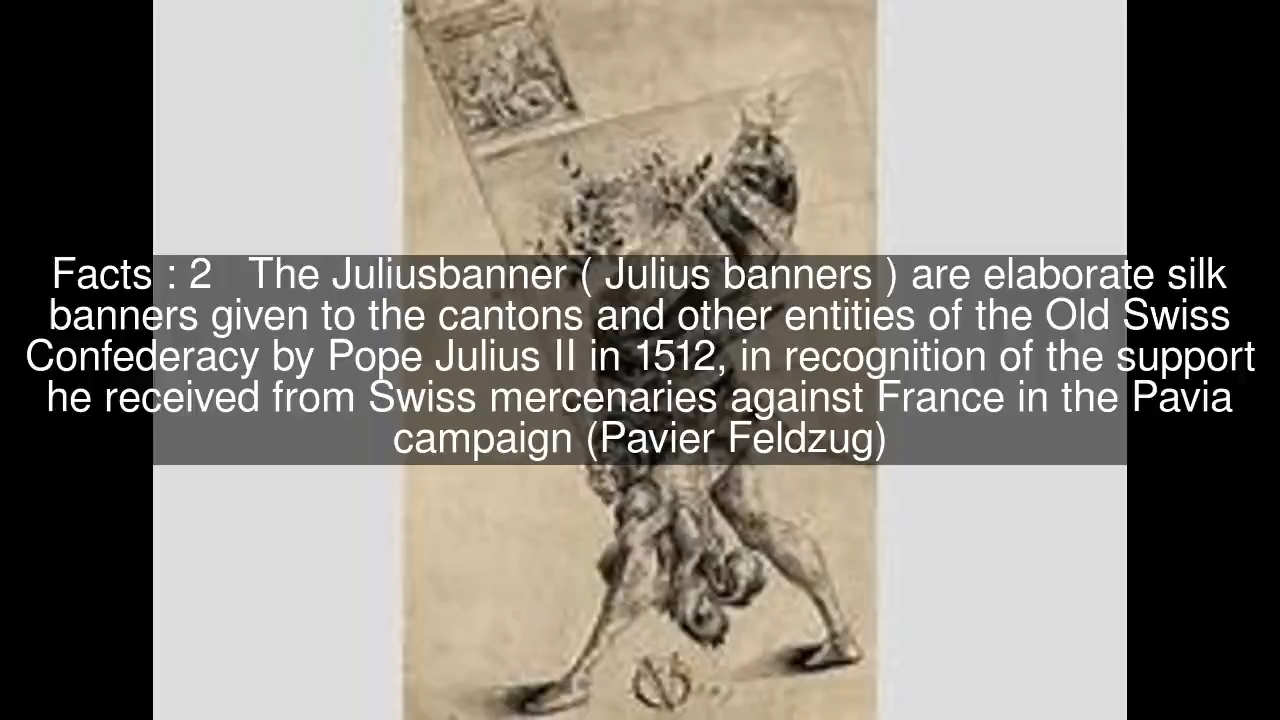 Facts : 2 The Juliusbanner ( Julius banners ) are elaborate silk
banners given to the cantons and other entities of the Old Swiss
Confederacy by Pope Julius II in 1512, in recognition of the support
he received from Swiss mercenaries against France in the Pavia
campaign (Pavier Feldzug)